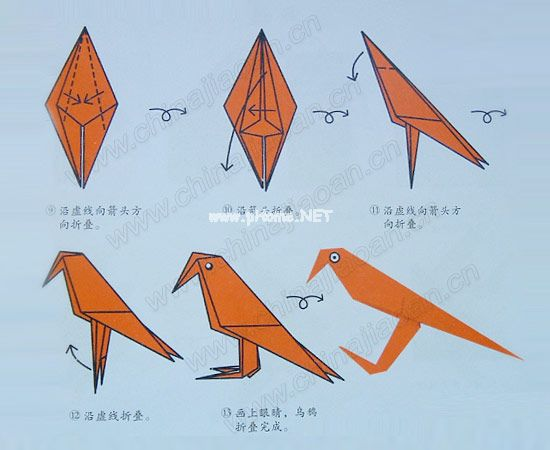 ⑨ 沿虚线向箭头方
向折叠。
⑩ 沿箭头折叠
⑪ 沿虚线向箭头方
向折叠。
www.prcme.NET
⑫ 沿虚线折叠。
⑬ 画上眼睛，乌鸦
折叠完成。
www.chinajiaoan.cn
www.chinajiaoan.cn
www.chinajiaoan.cn